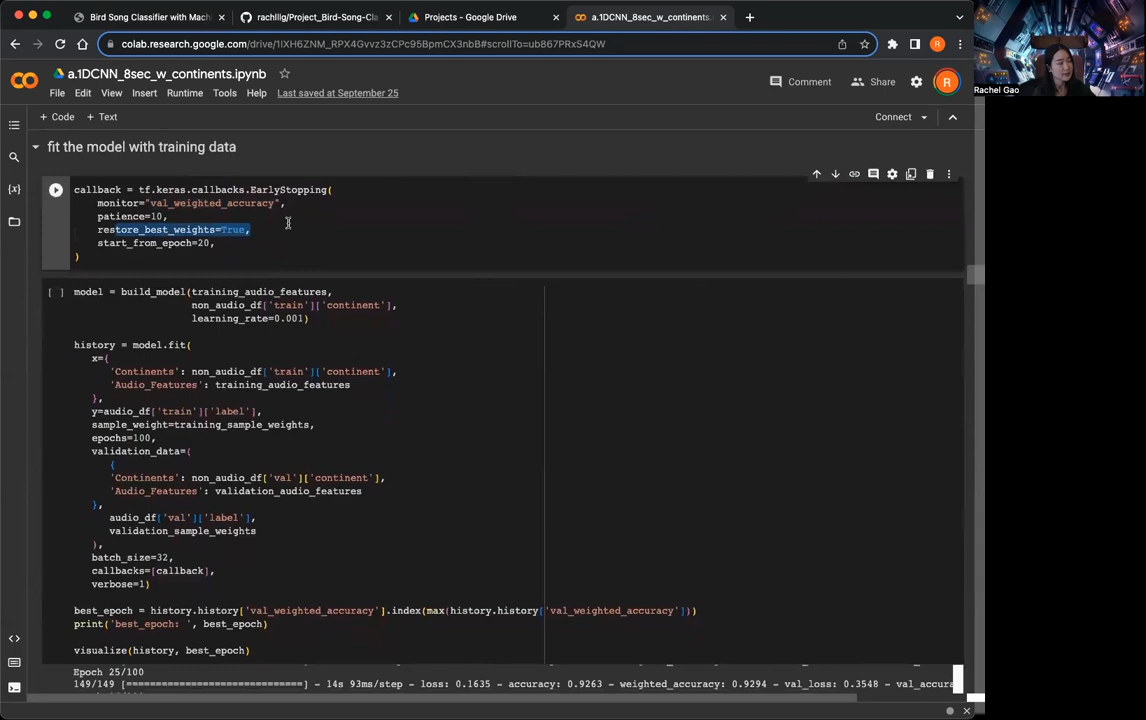 Bird Song Classifier with Mach
rachllg/Project_Bird-Song-Cla
Projects - Google Drive
a.1DCNN_8sec_w_continents.
colab.research.google.com/drive/1lXH6ZNM_RPX4Gvvz3zCPc95BpmCX3nbB#scrollTo=ub867PRxS4QW
R
Rachel Gao
a.1DCNN_8sec_w_continents.ipynb
File Edit View Insert Runtime Tools Help Last saved at September 25
Comment Share R
+ Code + Text
Connect
fit the model with training data
callback = tf.keras.callbacks.EarlyStopping(
monitor="val_weighted_accuracy",
patience=10,
restore_best_weights=True,
start_from_epoch=20,
)
[ ] model = build_model(training_audio_features,
non_audio_df['train']['continent'],
learning_rate=0.001)
history = model.fit(
x={
'Continents': non_audio_df['train']['continent'],
'Audio_Features': training_audio_features
},
y=audio_df['train']['label'],
sample_weight=training_sample_weights,
epochs=100,
validation_data=(
{
'Continents': non_audio_df['val']['continent'],
'Audio_Features': validation_audio_features
},
audio_df['val']['label'],
validation_sample_weights
),
batch_size=32,
callbacks=[callback],
verbose=1)
best_epoch = history.history['val_weighted_accuracy'].index(max(history.history['val_weighted_accuracy']))
print('best_epoch: ', best_epoch)
visualize(history, best_epoch)
Epoch 25/100
149/149 [==============================] - 14s 93ms/step - loss: 0.1635 - accuracy: 0.9263 - weighted_accuracy: 0.9294 - val_loss: 0.3548 - val_accura